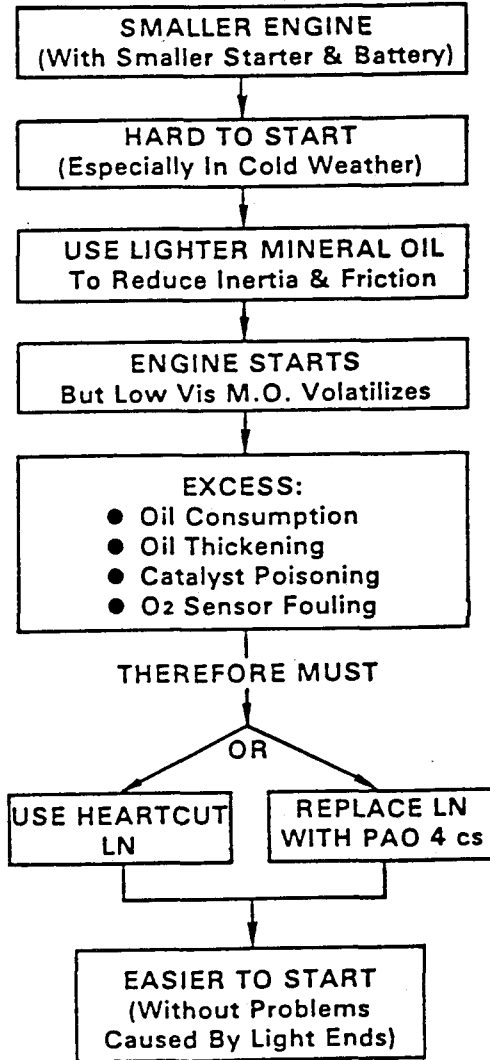 SMALLER ENGINE
(With Smaller Starter & Battery)
HARD TO START
(Especially In Cold Weather)
USE LIGHTER MINERAL OIL
To Reduce Inertia & Friction
ENGINE STARTS
But Low Vis M.O. Volatilizes
EXCESS:
● Oil Consumption
● Oil Thickening
● Catalyst Poisoning
● O2 Sensor Fouling
THEREFORE MUST
OR
USE HEARTCUT
LN
REPLACE LN
WITH PAO 4 cs
EASIER TO START
(Without Problems
Caused By Light Ends)